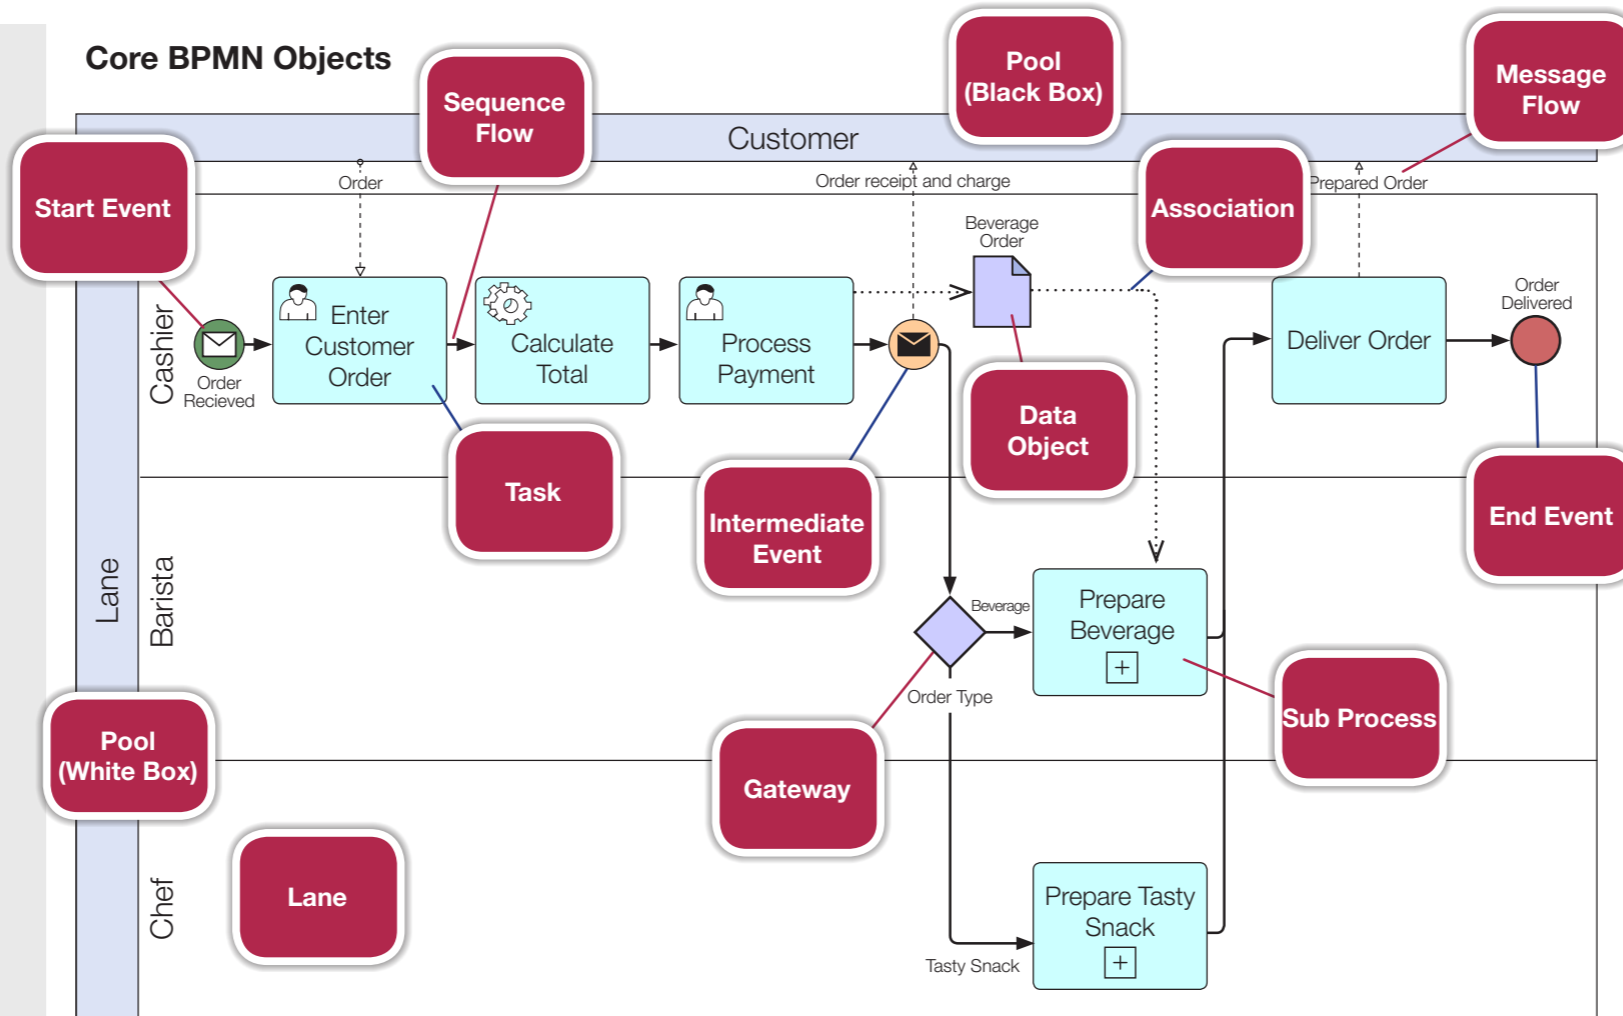 Core BPMN Objects
Pool
(Black Box)
Message
Flow
Sequence
Flow
Customer
Start Event
Order
Order receipt and charge
Association
Prepared Order
Beverage
Order
Cashier
Order
Recieved
Enter
Customer
Order
Calculate
Total
Process
Payment
Deliver Order
Order
Delivered
Data
Object
Task
Intermediate
Event
End Event
Lane
Barista
Beverage
Prepare
Beverage
+
Order Type
Sub Process
Pool
(White Box)
Gateway
Chef
Lane
Prepare Tasty
Snack
+
Tasty Snack